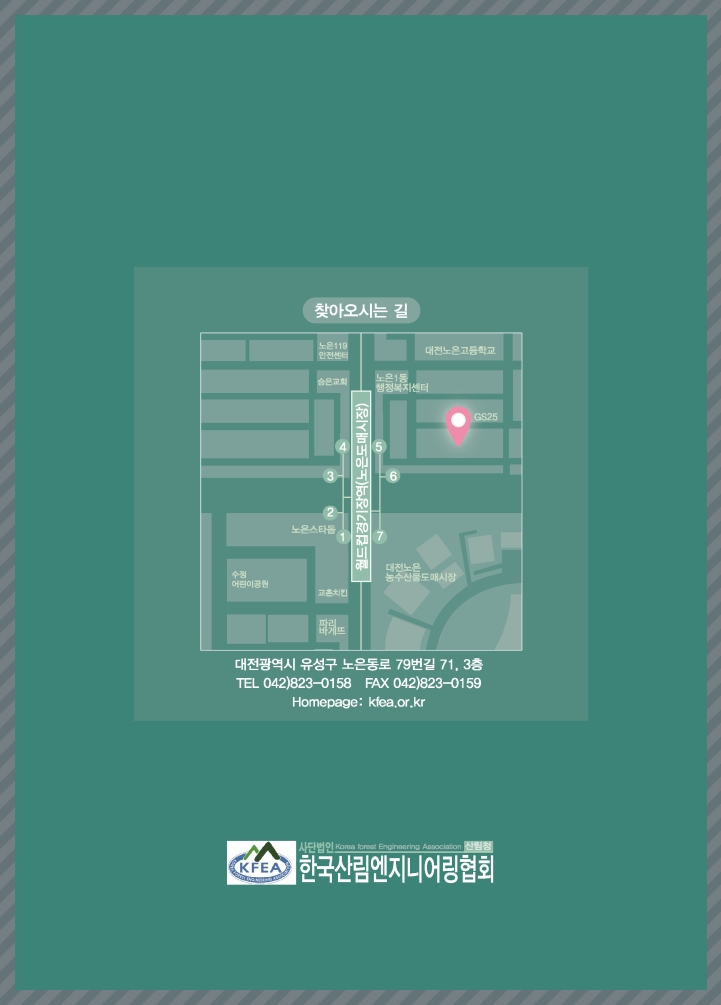 찾아오시는 길
노은119
안전센터
대전노은고등학교
승은교회
노은1동
행정복지센터
GS25
월드컵경기장역(노은도매시장)
4
5
3
6
2
노은스타돔
1
7
대전노은
농수산물도매시장
수정
어린이공원
교촌치킨
파리
바게뜨
대전광역시 유성구 노은동로 79번길 71, 3층
TEL 042)823-0158 FAX 042)823-0159
Homepage: kfea.or.kr
KFEA
사단법인 Korea forest Engineering Association 산림청
한국산림엔지니어링협회